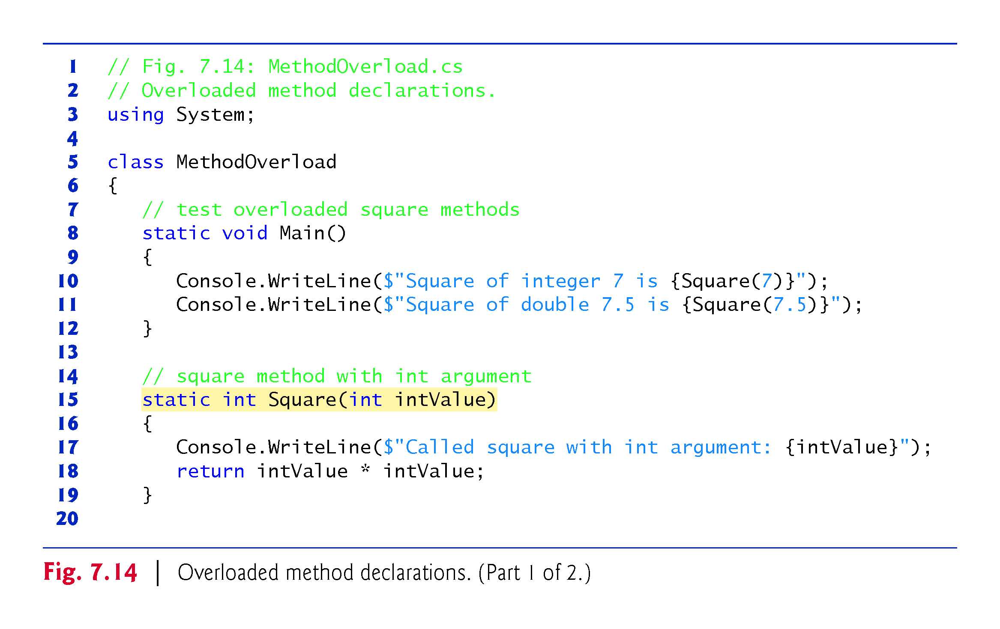 1 // Fig. 7.14: MethodOverload.cs
2 // Overloaded method declarations.
3 using System;
4
5 class MethodOverload
6 {
7    // test overloaded square methods
8    static void Main()
9    {
10       Console.WriteLine($"Square of integer 7 is {Square(7)}");
11       Console.WriteLine($"Square of double 7.5 is {Square(7.5)}");
12    }
13
14    // square method with int argument
15    static int Square(int intValue)
16    {
17       Console.WriteLine($"Called square with int argument: {intValue}");
18       return intValue * intValue;
19    }
20
Fig. 7.14 | Overloaded method declarations. (Part 1 of 2.)